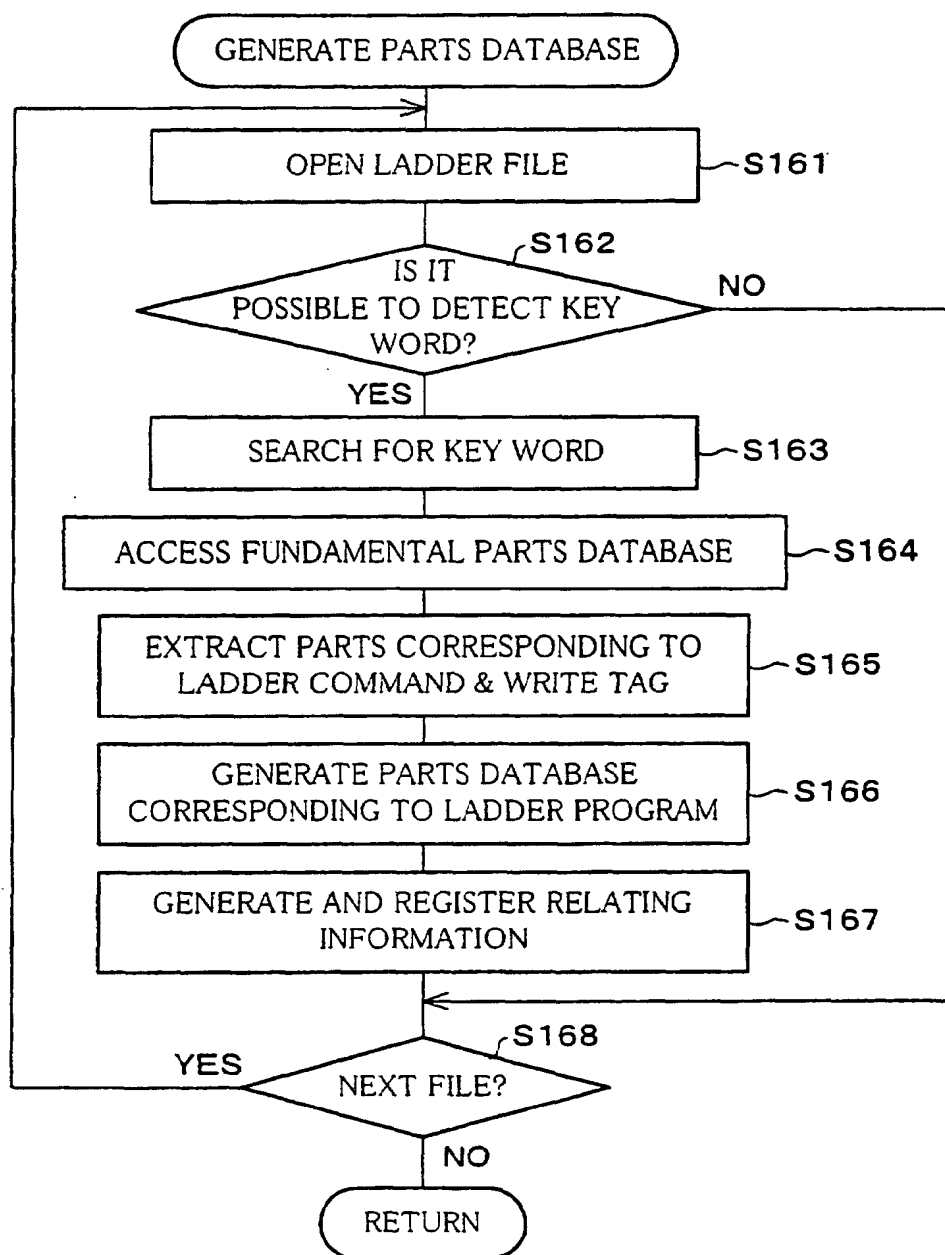 GENERATE PARTS DATABASE
OPEN LADDER FILE
S161
S162
IS IT
POSSIBLE TO DETECT KEY
WORD?
NO
YES
SEARCH FOR KEY WORD
S163
ACCESS FUNDAMENTAL PARTS DATABASE
S164
EXTRACT PARTS CORRESPONDING TO
LADDER COMMAND & WRITE TAG
S165
GENERATE PARTS DATABASE
CORRESPONDING TO LADDER PROGRAM
S166
GENERATE AND REGISTER RELATING
INFORMATION
S167
S168
YES
NEXT FILE?
NO
RETURN